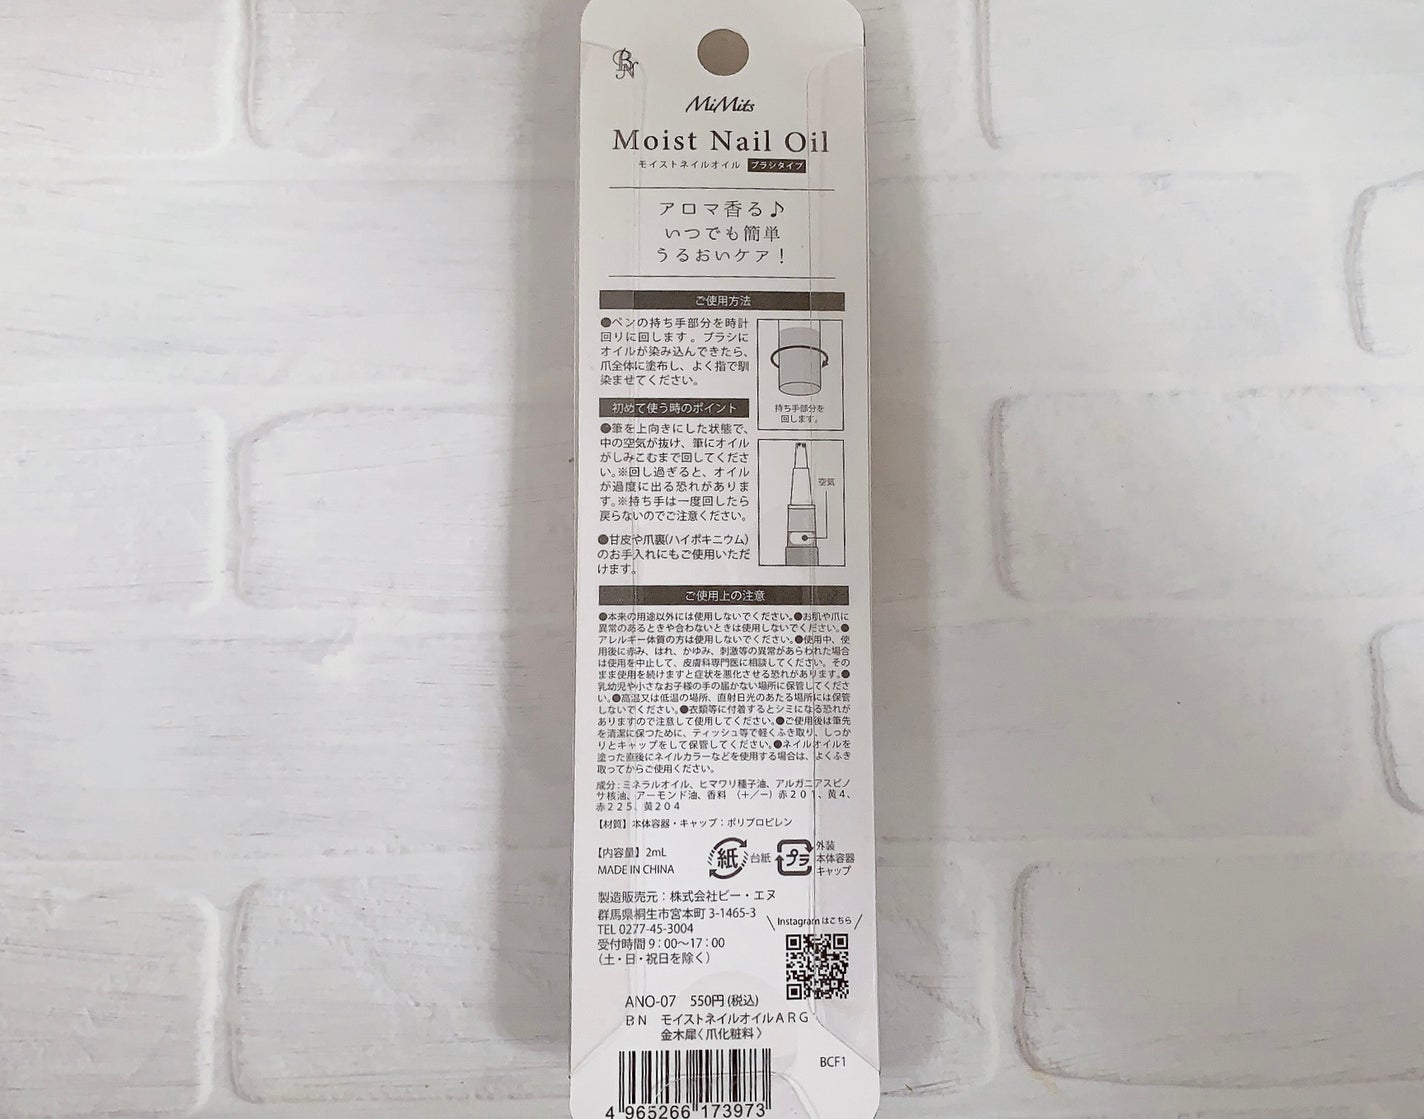 BN
MiMits
Moist Nail Oil
モイストネイルオイル ブラシタイプ
アロマ香る♪
いつでも簡単
うるおいケア！
ご使用方法
●ペンの持ち手部分を時計
回りに回します。ブラシに
オイルが染み込んできたら、
爪全体に塗布し、よく指で馴
染ませてください。
持ち手部分を
回します。
初めて使う時のポイント
●筆を上向きにした状態で、
中の空気が抜け、筆にオイル
がしみこむまで回してくださ
い。※回し過ぎると、オイル
が過度に出る恐れがありま
す。※持ち手は一度回したら
戻らないのでご注意ください。
空気
●甘皮や爪裏(ハイポキニウム)
のお手入れにもご使用いただ
けます。
ご使用上の注意
●本来の用途以外には使用しないでください。●お肌や爪に
異常のあるときや合わないときは使用しないでください。●
アレルギー体質の方は使用しないでください。●使用中、使
用後に赤み、はれ、かゆみ、刺激等の異常があらわれた場合
は使用を中止して、皮膚科専門医に相談してください。その
まま使用を続けますと症状を悪化させる恐れがあります。●
乳幼児や小さなお子様の手の届かない場所に保管してくださ
い。●高温又は低温の場所、直射日光のあたる場所には保管
しないでください。●衣類等に付着するとシミになる恐れが
ありますので注意して使用してください。●ご使用後は筆先
を清潔に保つために、ティッシュ等で軽くふき取り、しっか
りとキャップをして保管してください。●ネイルオイルを
塗った直後にネイルカラーなどを使用する場合は、よくふき
取ってからご使用ください。
成分：ミネラルオイル、ヒマワリ種子油、アルガニアスピノ
サ核油、アーモンド油、香料 （＋／－）赤２０１、黄４、
赤２２５、黄２０４
【材質】本体容器・キャップ：ポリプロピレン
【内容量】2mL
MADE IN CHINA
紙 台紙
プラ 外装
本体容器
キャップ
製造販売元：株式会社ビー・エヌ
群馬県桐生市宮本町 3-1465-3
TEL 0277-45-3004
受付時間 9：00～17：00
（土・日・祝日を除く）
\ Instagram はこちら /
ANO-07 550円 (税込)
ＢＮ モイストネイルオイルＡＲＧ
金木犀〈爪化粧料〉
BCF1
4 965266 173973